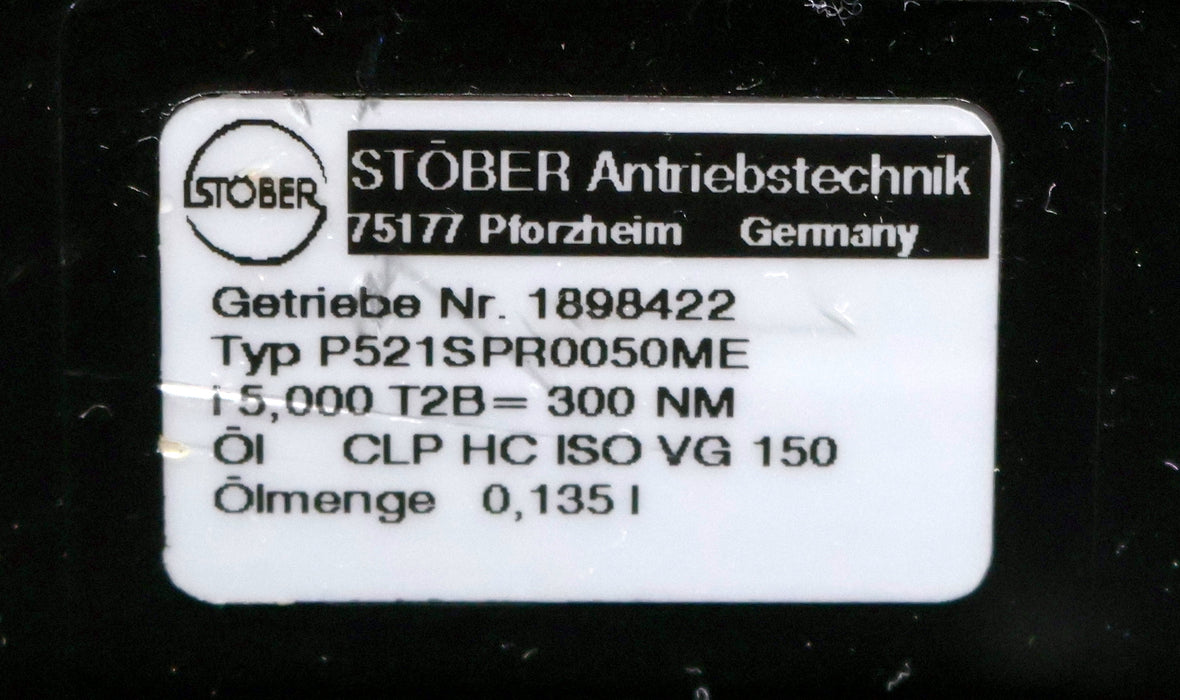 STÖBER
STÖBER Antriebstechnik
75177 Pforzheim Germany
Getriebe Nr. 1898422
Typ P521SPR0050ME
i 5,000 T2B= 300 NM
Öl CLP HC ISO VG 150
Ölmenge 0,135 l